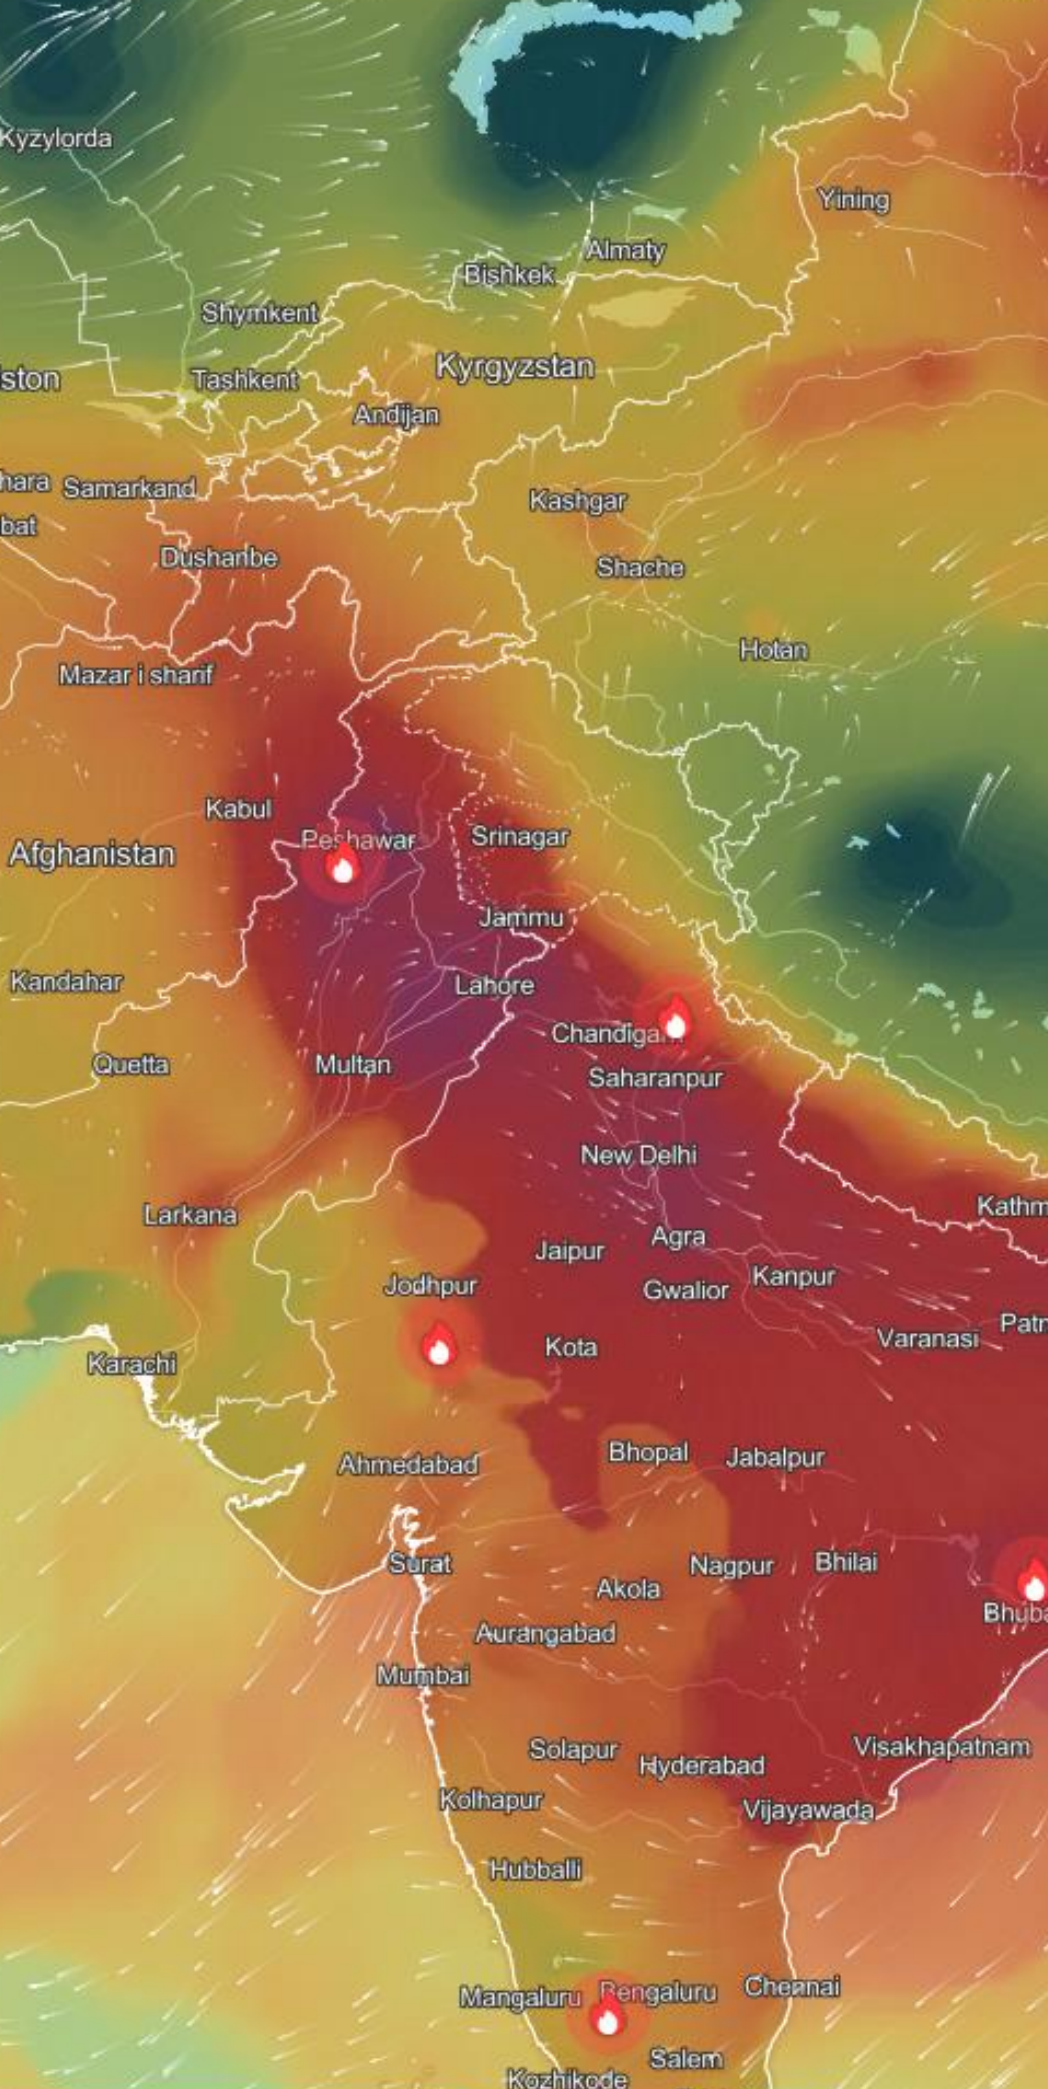 Kyzylorda
Yining
Almaty
Bishkek
Shymkent
Kyrgyzstan
ston
Tashkent
Andijan
hara
Samarkand
Kashgar
bat
Dushanbe
Shache
Hotan
Mazar i sharif
Kabul
Peshawar
Srinagar
Afghanistan
Jammu
Kandahar
Lahore
Chandiga
Quetta
Multan
Saharanpur
New Delhi
Kathm
Larkana
Agra
Jaipur
Kanpur
Jodhpur
Gwalior
Patn
Varanasi
Kota
Karachi
Bhopal
Jabalpur
Ahmedabad
Surat
Nagpur
Bhilai
Akola
Bhuba
Aurangabad
Mumbai
Solapur
Visakhapatnam
Hyderabad
Kolhapur
Vijayawada
Hubballi
Chennai
Mangaluru
Bengaluru
Salem
Kozhikode